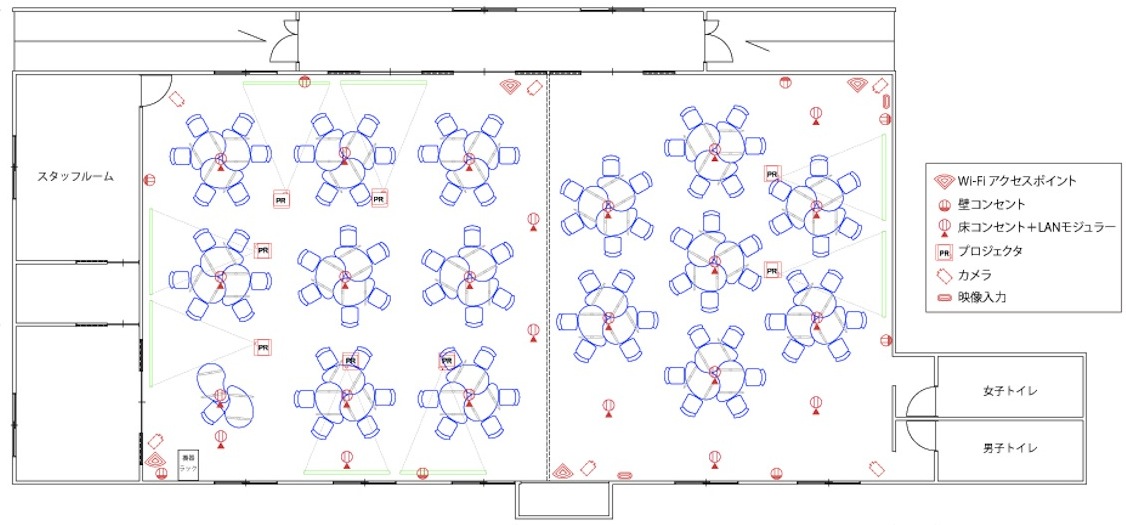 スタッフルーム
PR
PR
PR
PR
PR
PR
PR
PR
機器
ラック
Wi-Fi アクセスポイント
壁コンセント
床コンセント+LANモジュラー
PR プロジェクタ
カメラ
映像入力
女子トイレ
男子トイレ